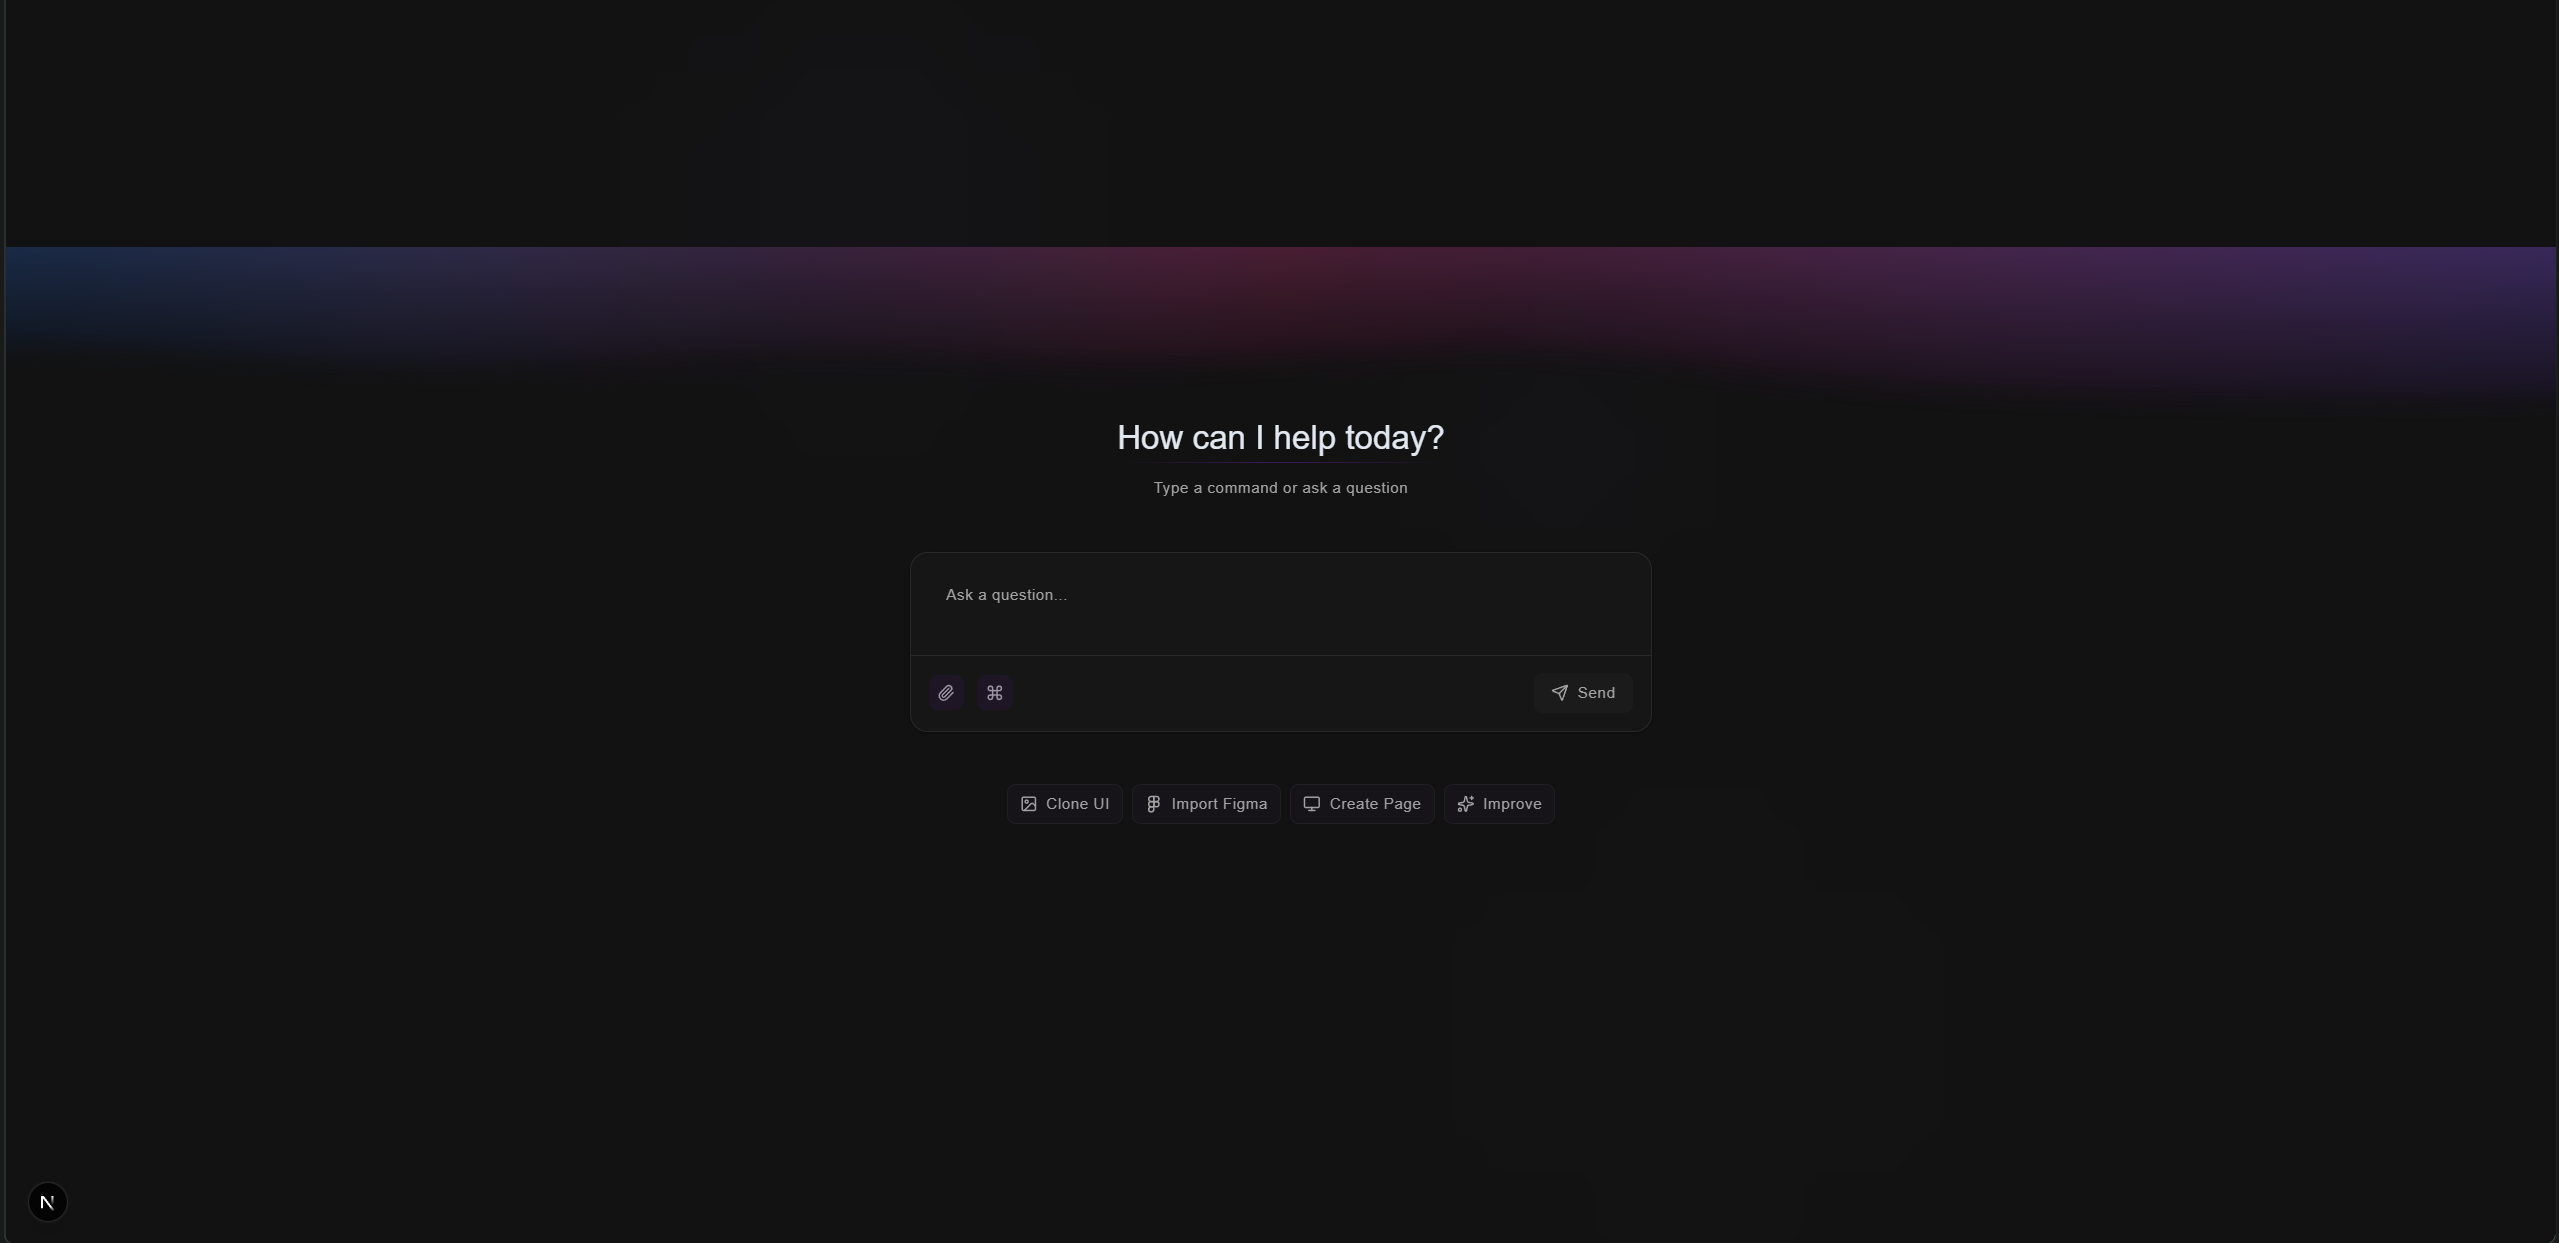 How can I help today?
Type a command or ask a question
Ask a question...
Send
Clone UI
Import Figma
Create Page
Improve
N